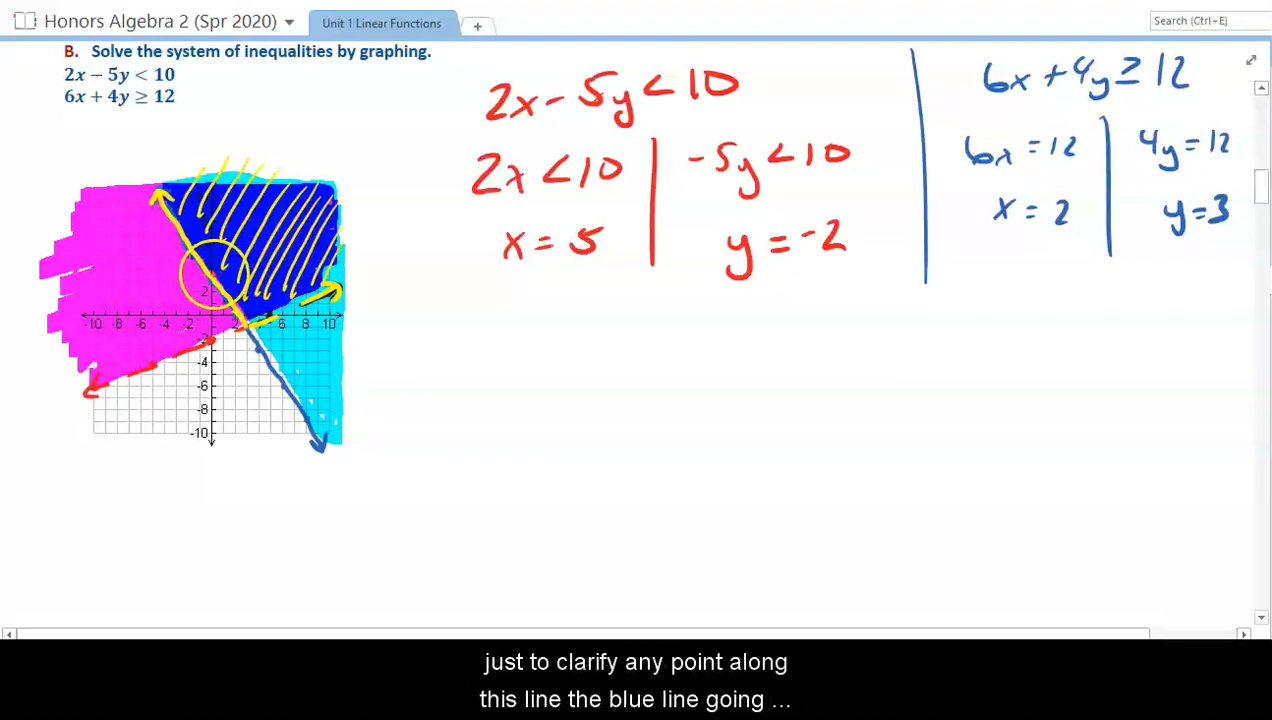 Honors Algebra 2 (Spr 2020)
Unit 1 Linear Functions
+
Search (Ctrl+E)
B. Solve the system of inequalities by graphing.
2x − 5y < 10
6x + 4y ≥ 12
2x - 5y < 10
2x < 10
-5y < 10
x = 5
y = -2
6x + 4y ≥ 12
6x = 12
4y = 12
x = 2
y = 3
2
-10 -8 -6 -4 -2 2 6 8 10
-2
-4
-6
-8
-10
just to clarify any point along
this line the blue line going ...